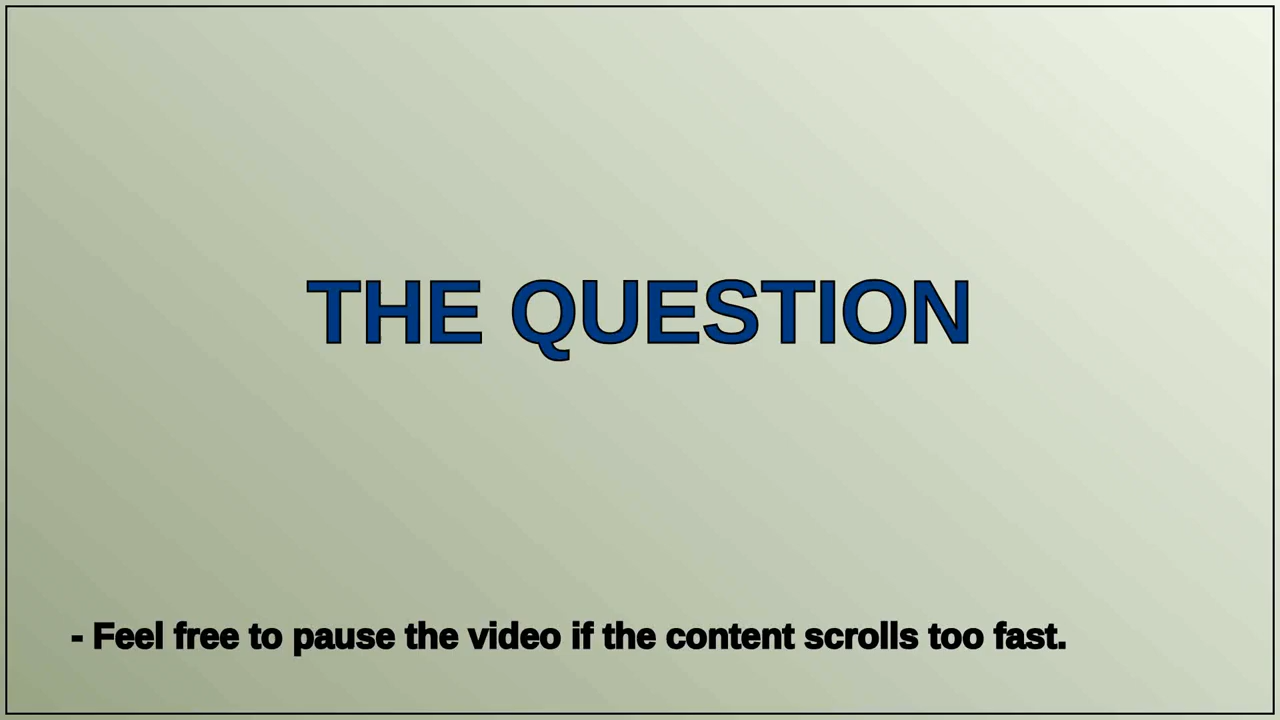 THE QUESTION
- Feel free to pause the video if the content scrolls too fast.